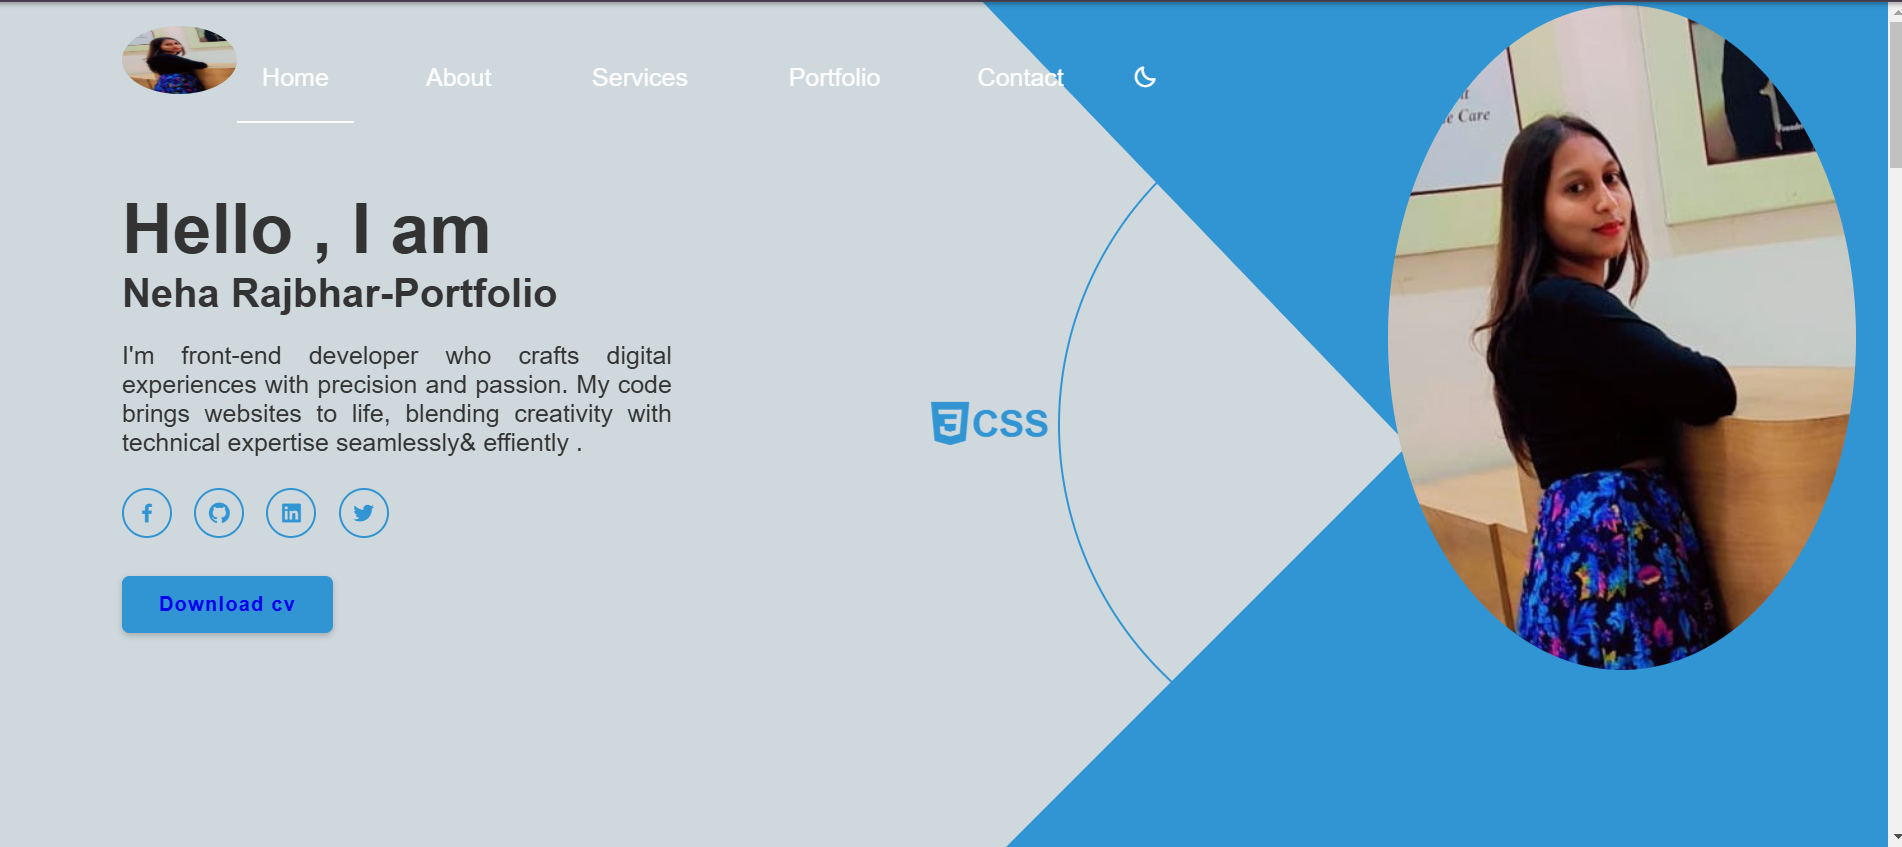 Home About Services Portfolio Contact
Hello , I am
Neha Rajbhar-Portfolio
I'm front-end developer who crafts digital
experiences with precision and passion. My code
brings websites to life, blending creativity with
technical expertise seamlessly& effiently .
CSS
Download cv
e Care